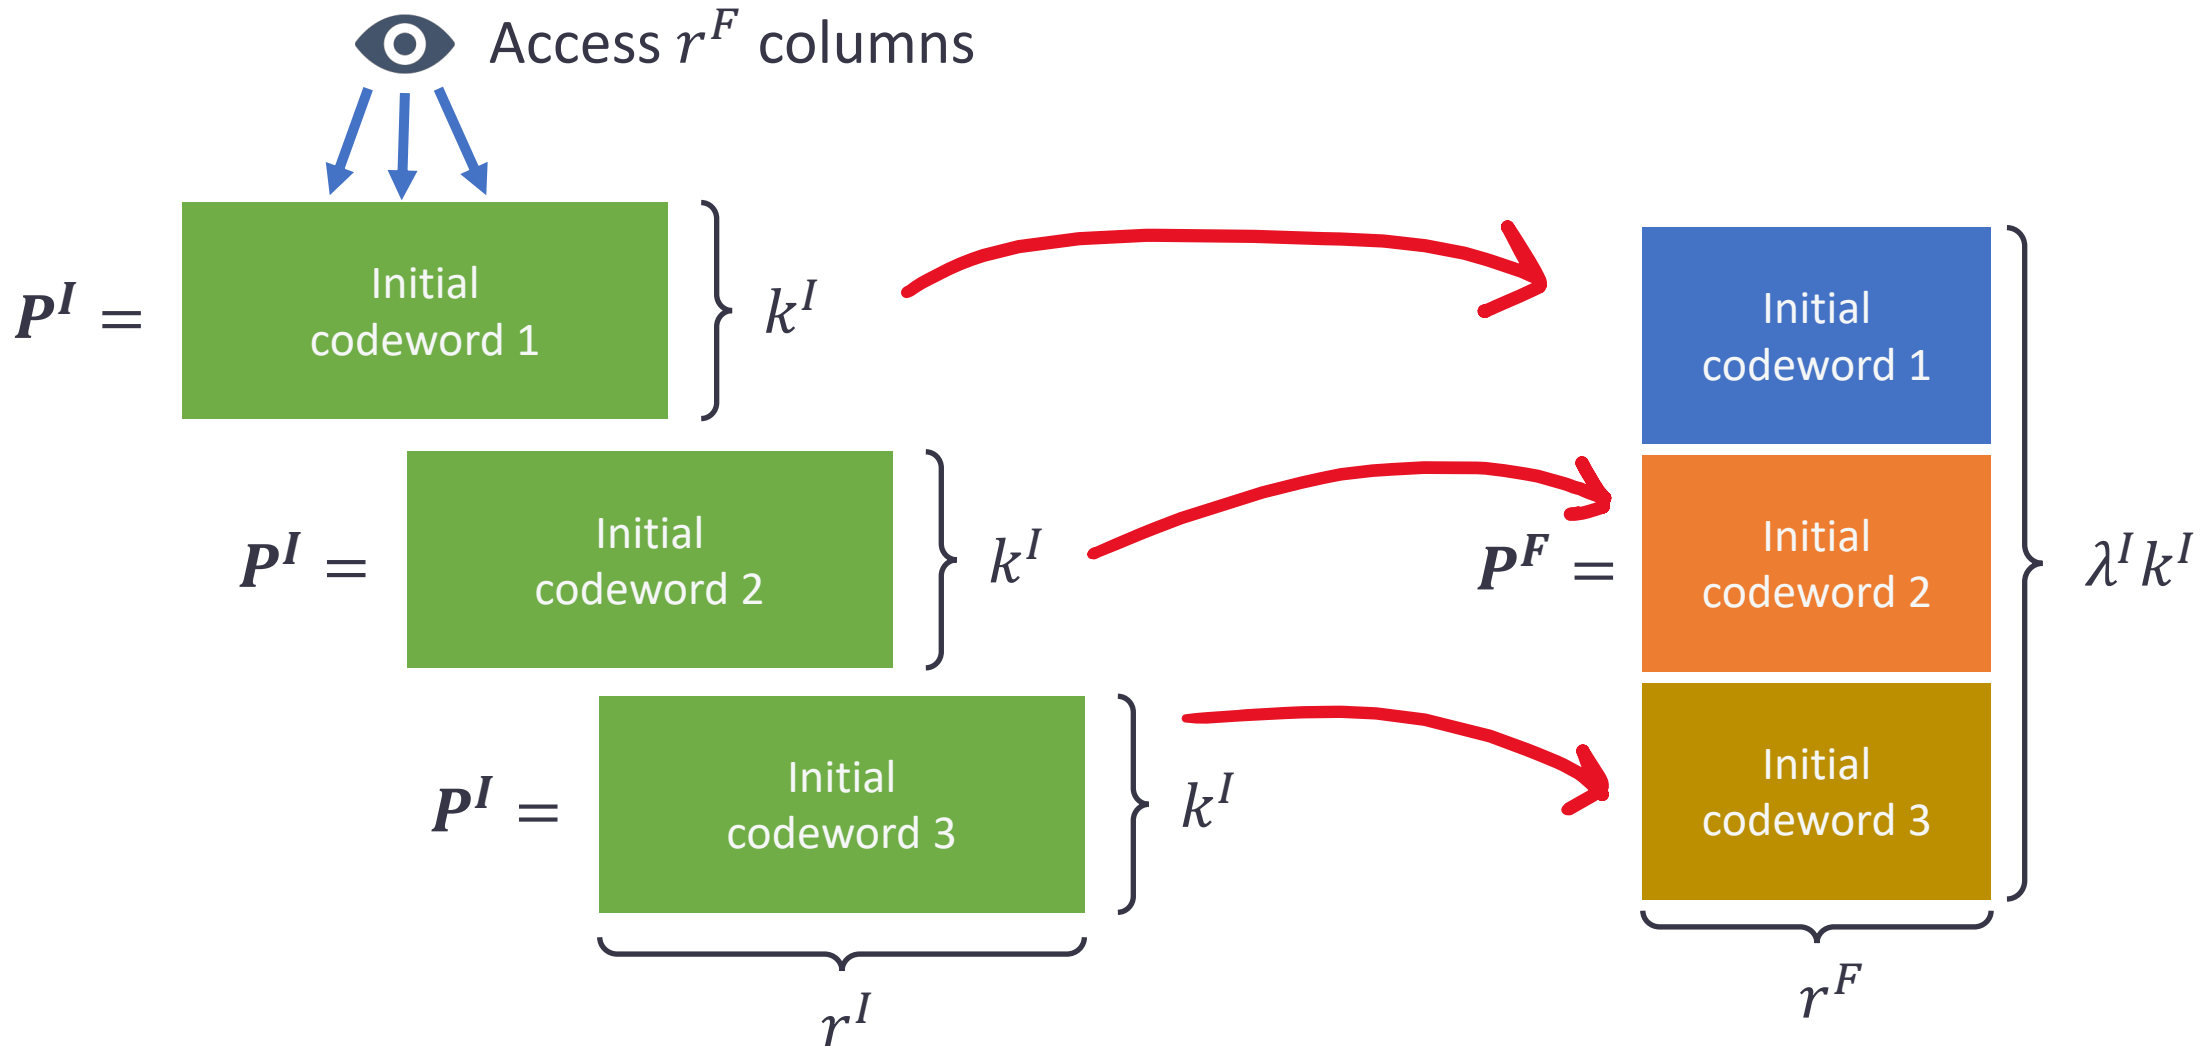 Access r^F columns
P^I =
Initial
codeword 1
k^I
Initial
codeword 1
P^I =
Initial
codeword 2
k^I
P^F =
Initial
codeword 2
λ^I k^I
P^I =
Initial
codeword 3
k^I
Initial
codeword 3
r^I
r^F